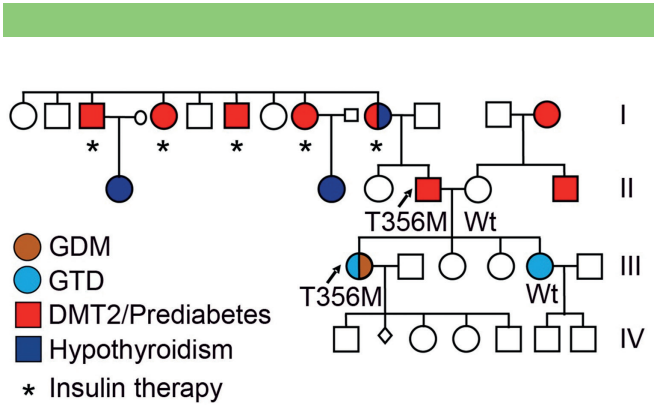 I
* * * * *
II
T356M Wt
GDM
GTD
III
T356M Wt
DMT2/Prediabetes
IV
Hypothyroidism
* Insulin therapy